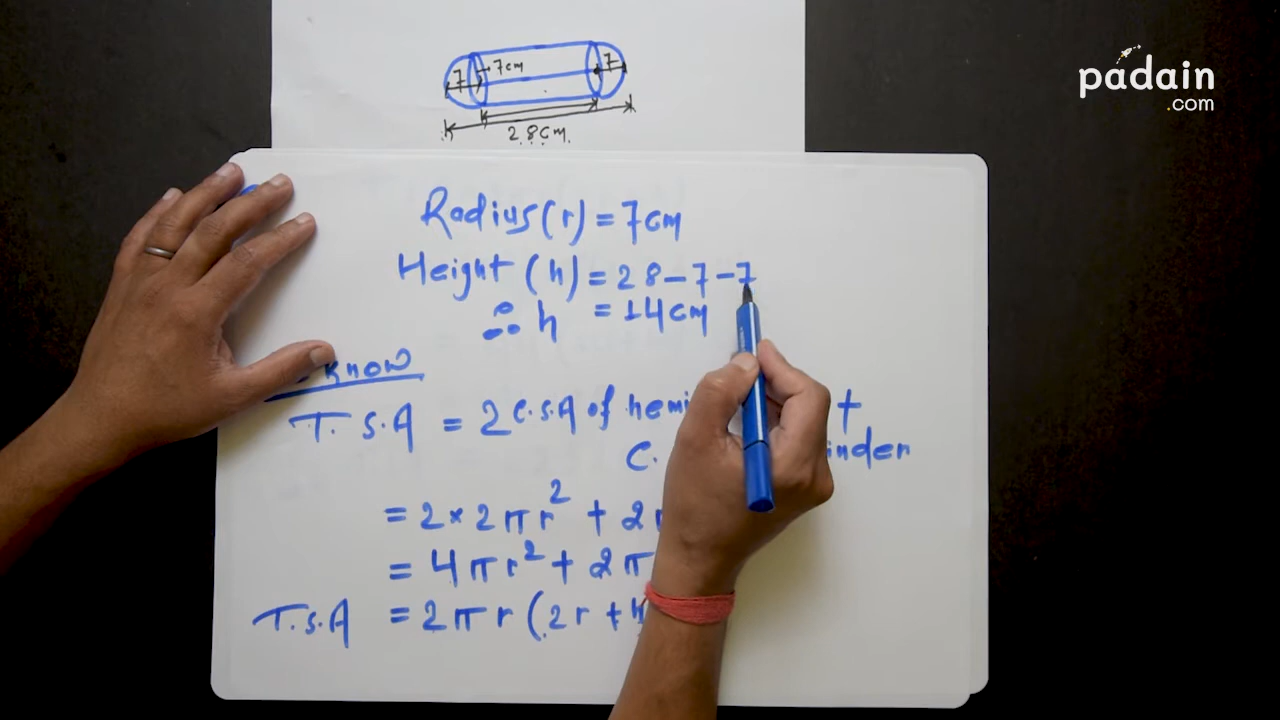 padain
.com
7 7cm 7
28cm.
Radius(r) = 7cm
Height (h) = 28-7-7
∴ h = 14cm
know
T.S.A = 2 C.S.A of hemi +
C. inder
= 2×2πr² + 2
= 4πr² + 2π
T.S.A = 2πr(2r+h